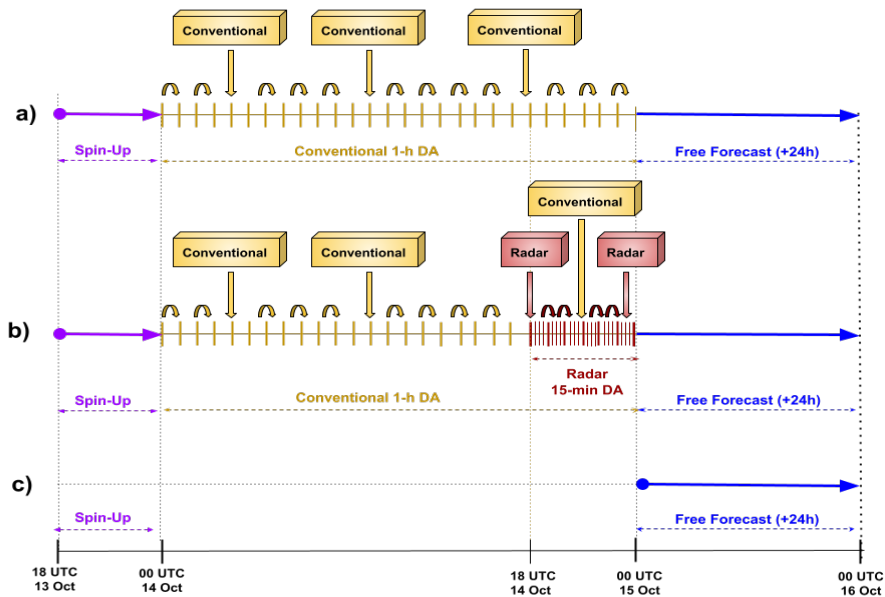 Conventional Conventional Conventional
a)
Spin-Up Conventional 1-h DA Free Forecast (+24h)
Conventional
Conventional Conventional Radar Radar
b)
Radar
15-min DA
Spin-Up Conventional 1-h DA Free Forecast (+24h)
c)
Spin-Up Free Forecast (+24h)
18 UTC 00 UTC 18 UTC 00 UTC 00 UTC
13 Oct 14 Oct 14 Oct 15 Oct 16 Oct